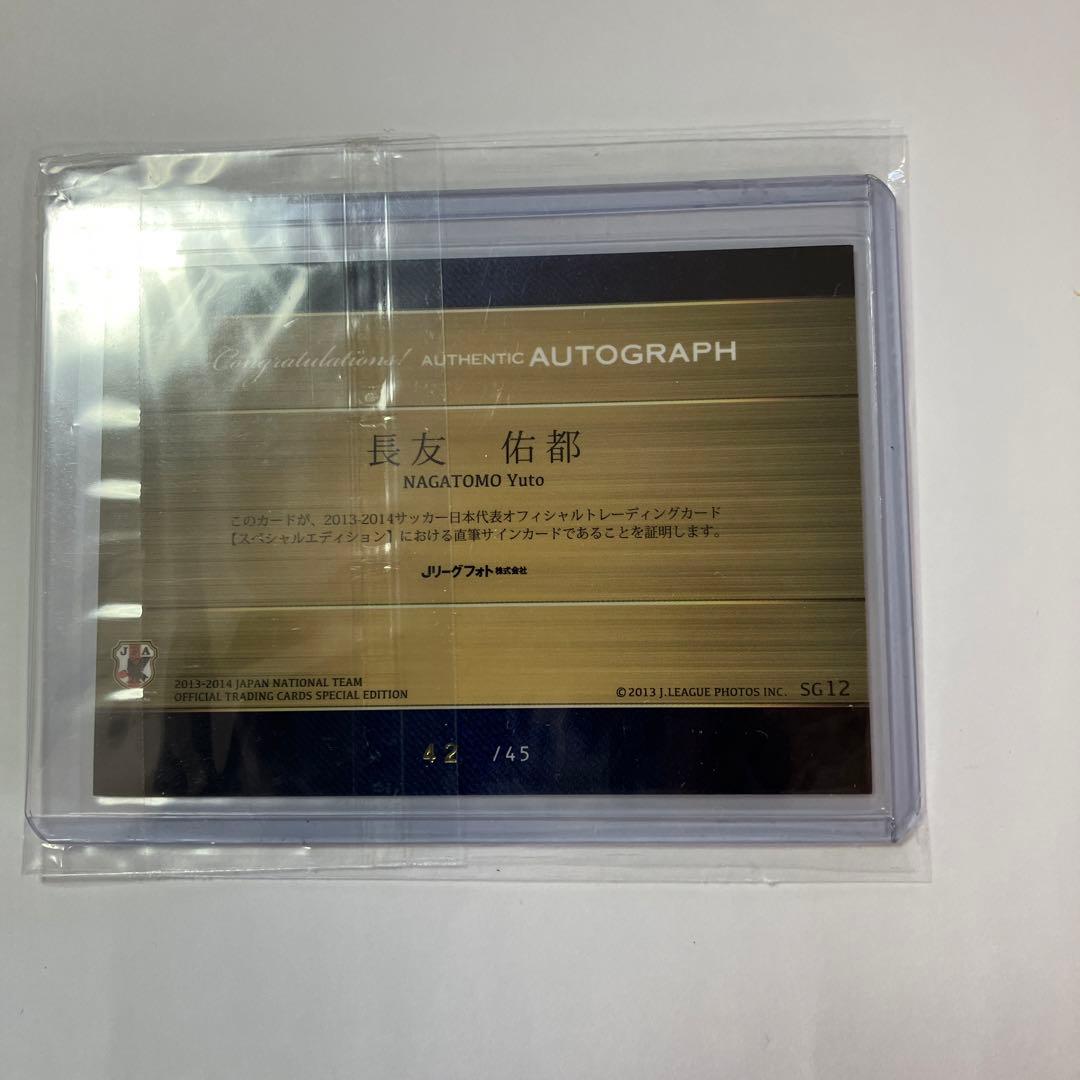 Congratulations! AUTHENTIC AUTOGRAPH
長友 佑都
NAGATOMO Yuto
このカードが、2013-2014サッカー日本代表オフィシャルトレーディングカード
【スペシャルエディション】における直筆サインカードであることを証明します。
Jリーグフォト株式会社
JFA
2013-2014 JAPAN NATIONAL TEAM
OFFICIAL TRADING CARDS SPECIAL EDITION
©2013 J.LEAGUE PHOTOS INC. SG12
42 /45